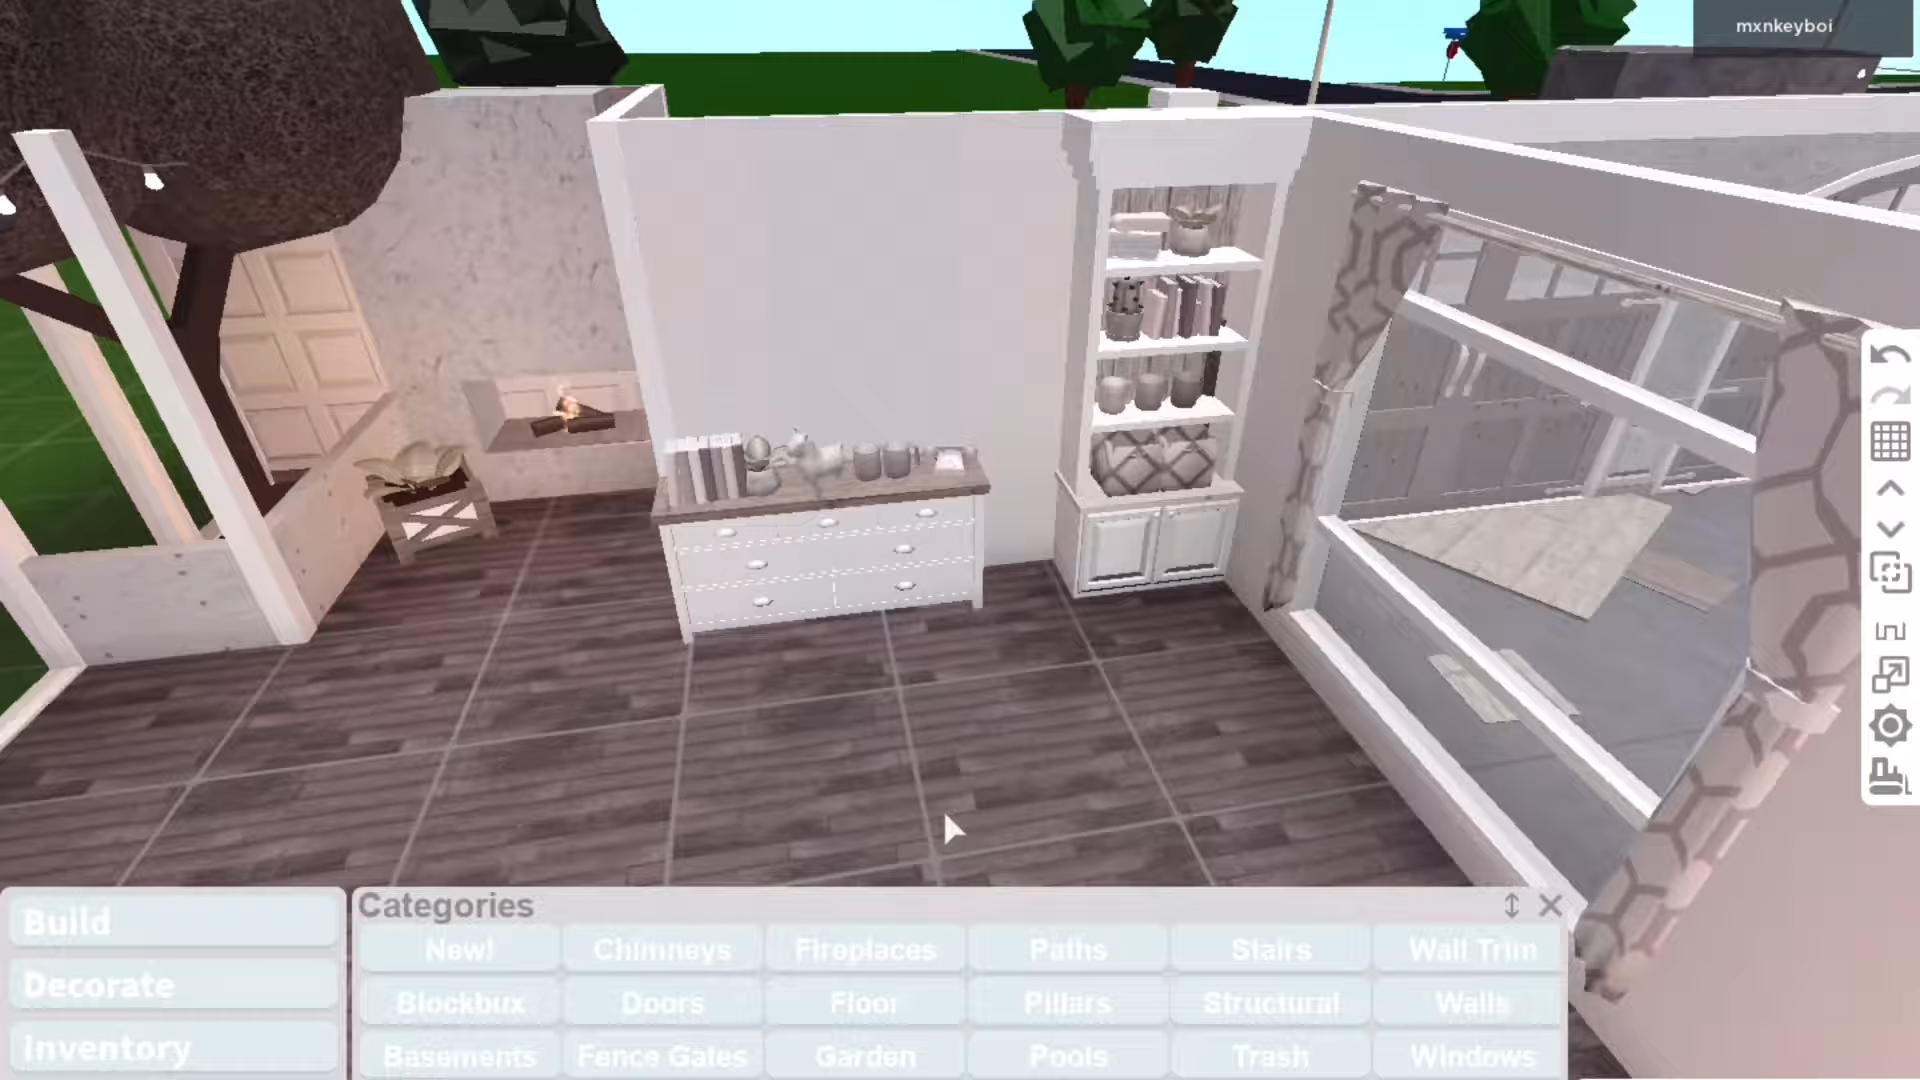 mxnkeyboi
Build
Decorate
Inventory
Categories
New! Chimneys Fireplaces Paths Stairs Wall Trim
Blockbux Doors Floor Pillars Structural Walls
Basements Fence Gates Garden Pools Trash Windows